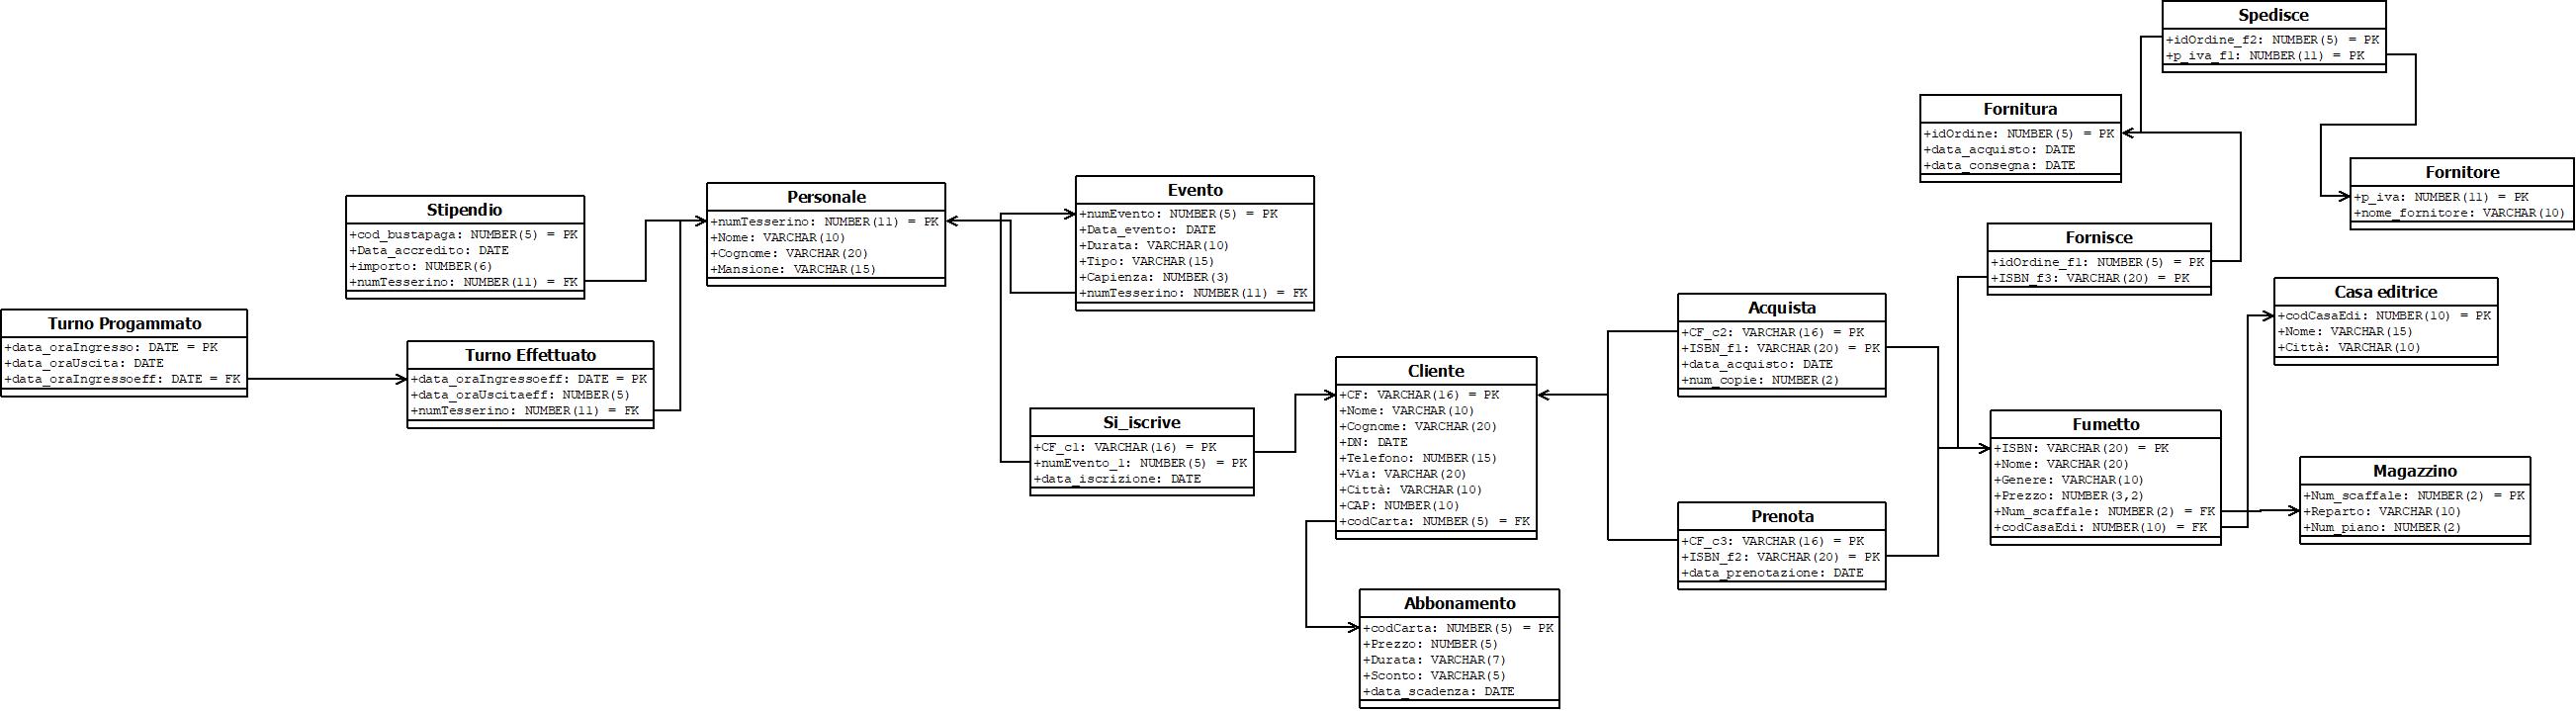 Spedisce
+idOrdine_f2: NUMBER(5) = PK
+p_iva_f1: NUMBER(11) = PK
Fornitura
+idOrdine: NUMBER(5) = PK
+data_acquisto: DATE
+data_consegna: DATE
Fornitore
+p_iva: NUMBER(11) = PK
+nome_fornitore: VARCHAR(10)
Stipendio
+cod_bustapaga: NUMBER(5) = PK
+Data_accredito: DATE
+importo: NUMBER(6)
+numTesserino: NUMBER(11) = FK
Personale
+numTesserino: NUMBER(11) = PK
+Nome: VARCHAR(10)
+Cognome: VARCHAR(20)
+Mansione: VARCHAR(15)
Evento
+numEvento: NUMBER(5) = PK
+Data_evento: DATE
+Durata: VARCHAR(10)
+Tipo: VARCHAR(15)
+Capienza: NUMBER(3)
+numTesserino: NUMBER(11) = FK
Fornisce
+idOrdine_f1: NUMBER(5) = PK
+ISBN_f3: VARCHAR(20) = PK
Casa editrice
+codCasaEdi: NUMBER(10) = PK
+Nome: VARCHAR(15)
+Città: VARCHAR(10)
Turno Progammato
+data_oraIngresso: DATE = PK
+data_oraUscita: DATE
+data_oraIngressoeff: DATE = FK
Turno Effettuato
+data_oraIngressoeff: DATE = PK
+data_oraUscitaeff: NUMBER(5)
+numTesserino: NUMBER(11) = FK
Acquista
+CF_c2: VARCHAR(16) = PK
+ISBN_f1: VARCHAR(20) = PK
+data_acquisto: DATE
+num_copie: NUMBER(2)
Cliente
+CF: VARCHAR(16) = PK
+Nome: VARCHAR(10)
+Cognome: VARCHAR(20)
+DN: DATE
+Telefono: NUMBER(15)
+Via: VARCHAR(20)
+Città: VARCHAR(10)
+CAP: NUMBER(10)
+codCarta: NUMBER(5) = FK
Si_iscrive
+CF_c1: VARCHAR(16) = PK
+numEvento_1: NUMBER(5) = PK
+data_iscrizione: DATE
Fumetto
+ISBN: VARCHAR(20) = PK
+Nome: VARCHAR(20)
+Genere: VARCHAR(10)
+Prezzo: NUMBER(3,2)
+Num_scaffale: NUMBER(2) = FK
+codCasaEdi: NUMBER(10) = FK
Magazzino
+Num_scaffale: NUMBER(2) = PK
+Reparto: VARCHAR(10)
+Num_piano: NUMBER(2)
Prenota
+CF_c3: VARCHAR(16) = PK
+ISBN_f2: VARCHAR(20) = PK
+data_prenotazione: DATE
Abbonamento
+codCarta: NUMBER(5) = PK
+Prezzo: NUMBER(5)
+Durata: VARCHAR(7)
+Sconto: VARCHAR(5)
+data_scadenza: DATE